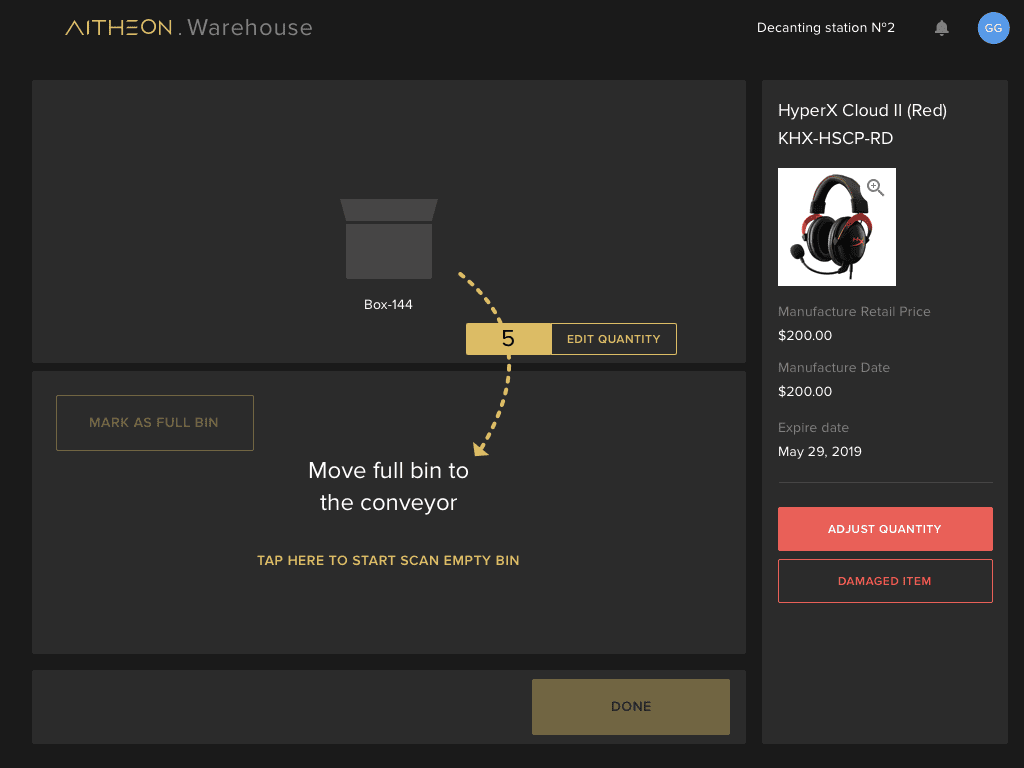 AITHEON . Warehouse
Decanting station Nº2
GG
Box-144
5
EDIT QUANTITY
MARK AS FULL BIN
Move full bin to
the conveyor
TAP HERE TO START SCAN EMPTY BIN
DONE
HyperX Cloud II (Red)
KHX-HSCP-RD
Manufacture Retail Price
$200.00
Manufacture Date
$200.00
Expire date
May 29, 2019
ADJUST QUANTITY
DAMAGED ITEM